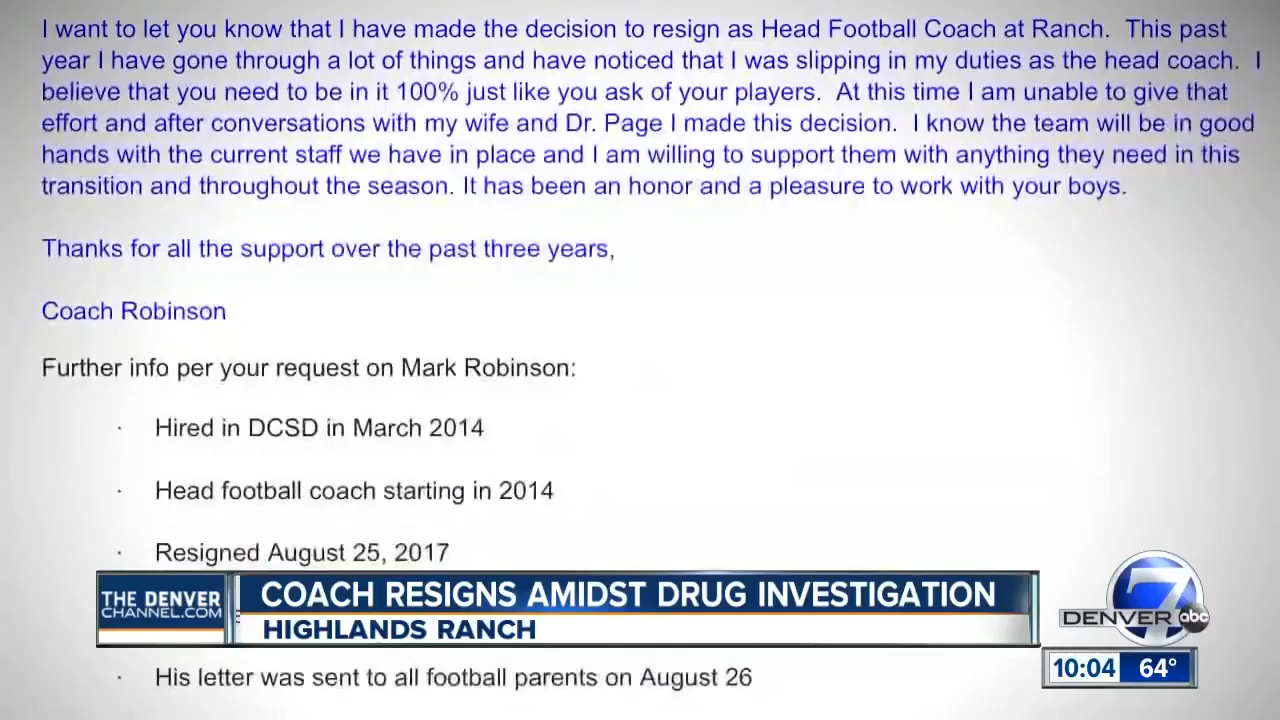 I want to let you know that I have made the decision to resign as Head Football Coach at Ranch.  This past
year I have gone through a lot of things and have noticed that I was slipping in my duties as the head coach.  I
believe that you need to be in it 100% just like you ask of your players.  At this time I am unable to give that
effort and after conversations with my wife and Dr. Page I made this decision.  I know the team will be in good
hands with the current staff we have in place and I am willing to support them with anything they need in this
transition and throughout the season. It has been an honor and a pleasure to work with your boys.
Thanks for all the support over the past three years,
Coach Robinson
Further info per your request on Mark Robinson:
· Hired in DCSD in March 2014
· Head football coach starting in 2014
· Resigned August 25, 2017
THE DENVER
CHANNEL.COM
COACH RESIGNS AMIDST DRUG INVESTIGATION
HIGHLANDS RANCH
7
DENVER abc
10:04 64°
· His letter was sent to all football parents on August 26